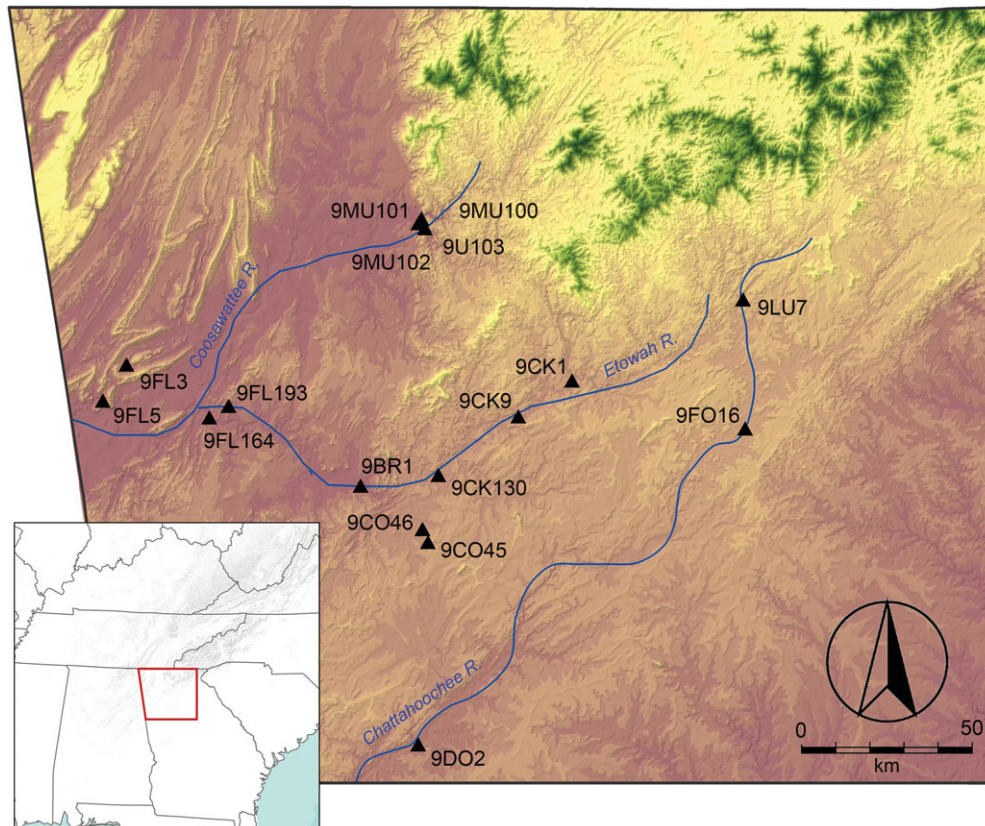 9MU101
9MU100
9U103
9MU102
Coosawattee R.
9LU7
9FL3
9FL5
9FL193
9FL164
Etowah R.
9CK1
9CK9
9FO16
9BR1
9CK130
9CO46
9CO45
Chattahoochee R.
9DO2
0
50
km